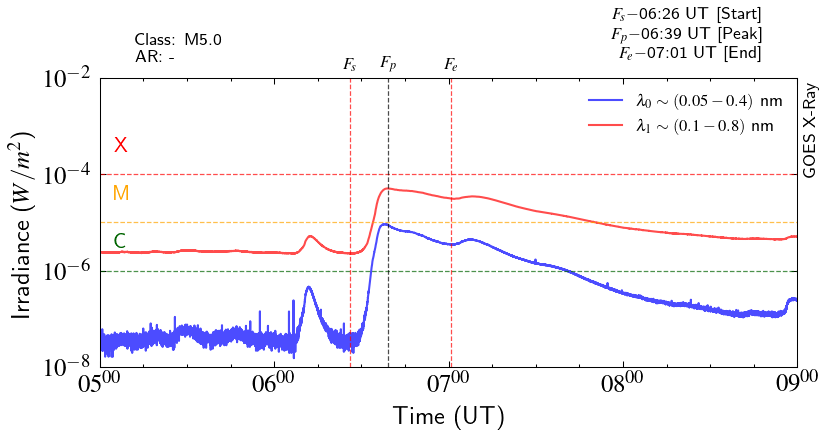 Fs−06:26 UT [Start]
Class: M5.0
Fp−06:39 UT [Peak]
AR: -
Fe−07:01 UT [End]
Fs Fp Fe
10⁻²
λ₀ ∼ (0.05 − 0.4) nm
λ₁ ∼ (0.1 − 0.8) nm
GOES X-Ray
X
10⁻⁴
M
Irradiance (W/m²)
C
10⁻⁶
10⁻⁸
05⁰⁰ 06⁰⁰ 07⁰⁰ 08⁰⁰ 09⁰⁰
Time (UT)